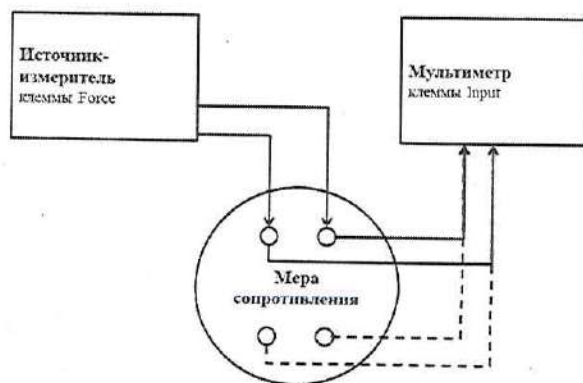 Источник-
измеритель
клеммы Force
Мультиметр
клеммы Input
Мера
сопротивления